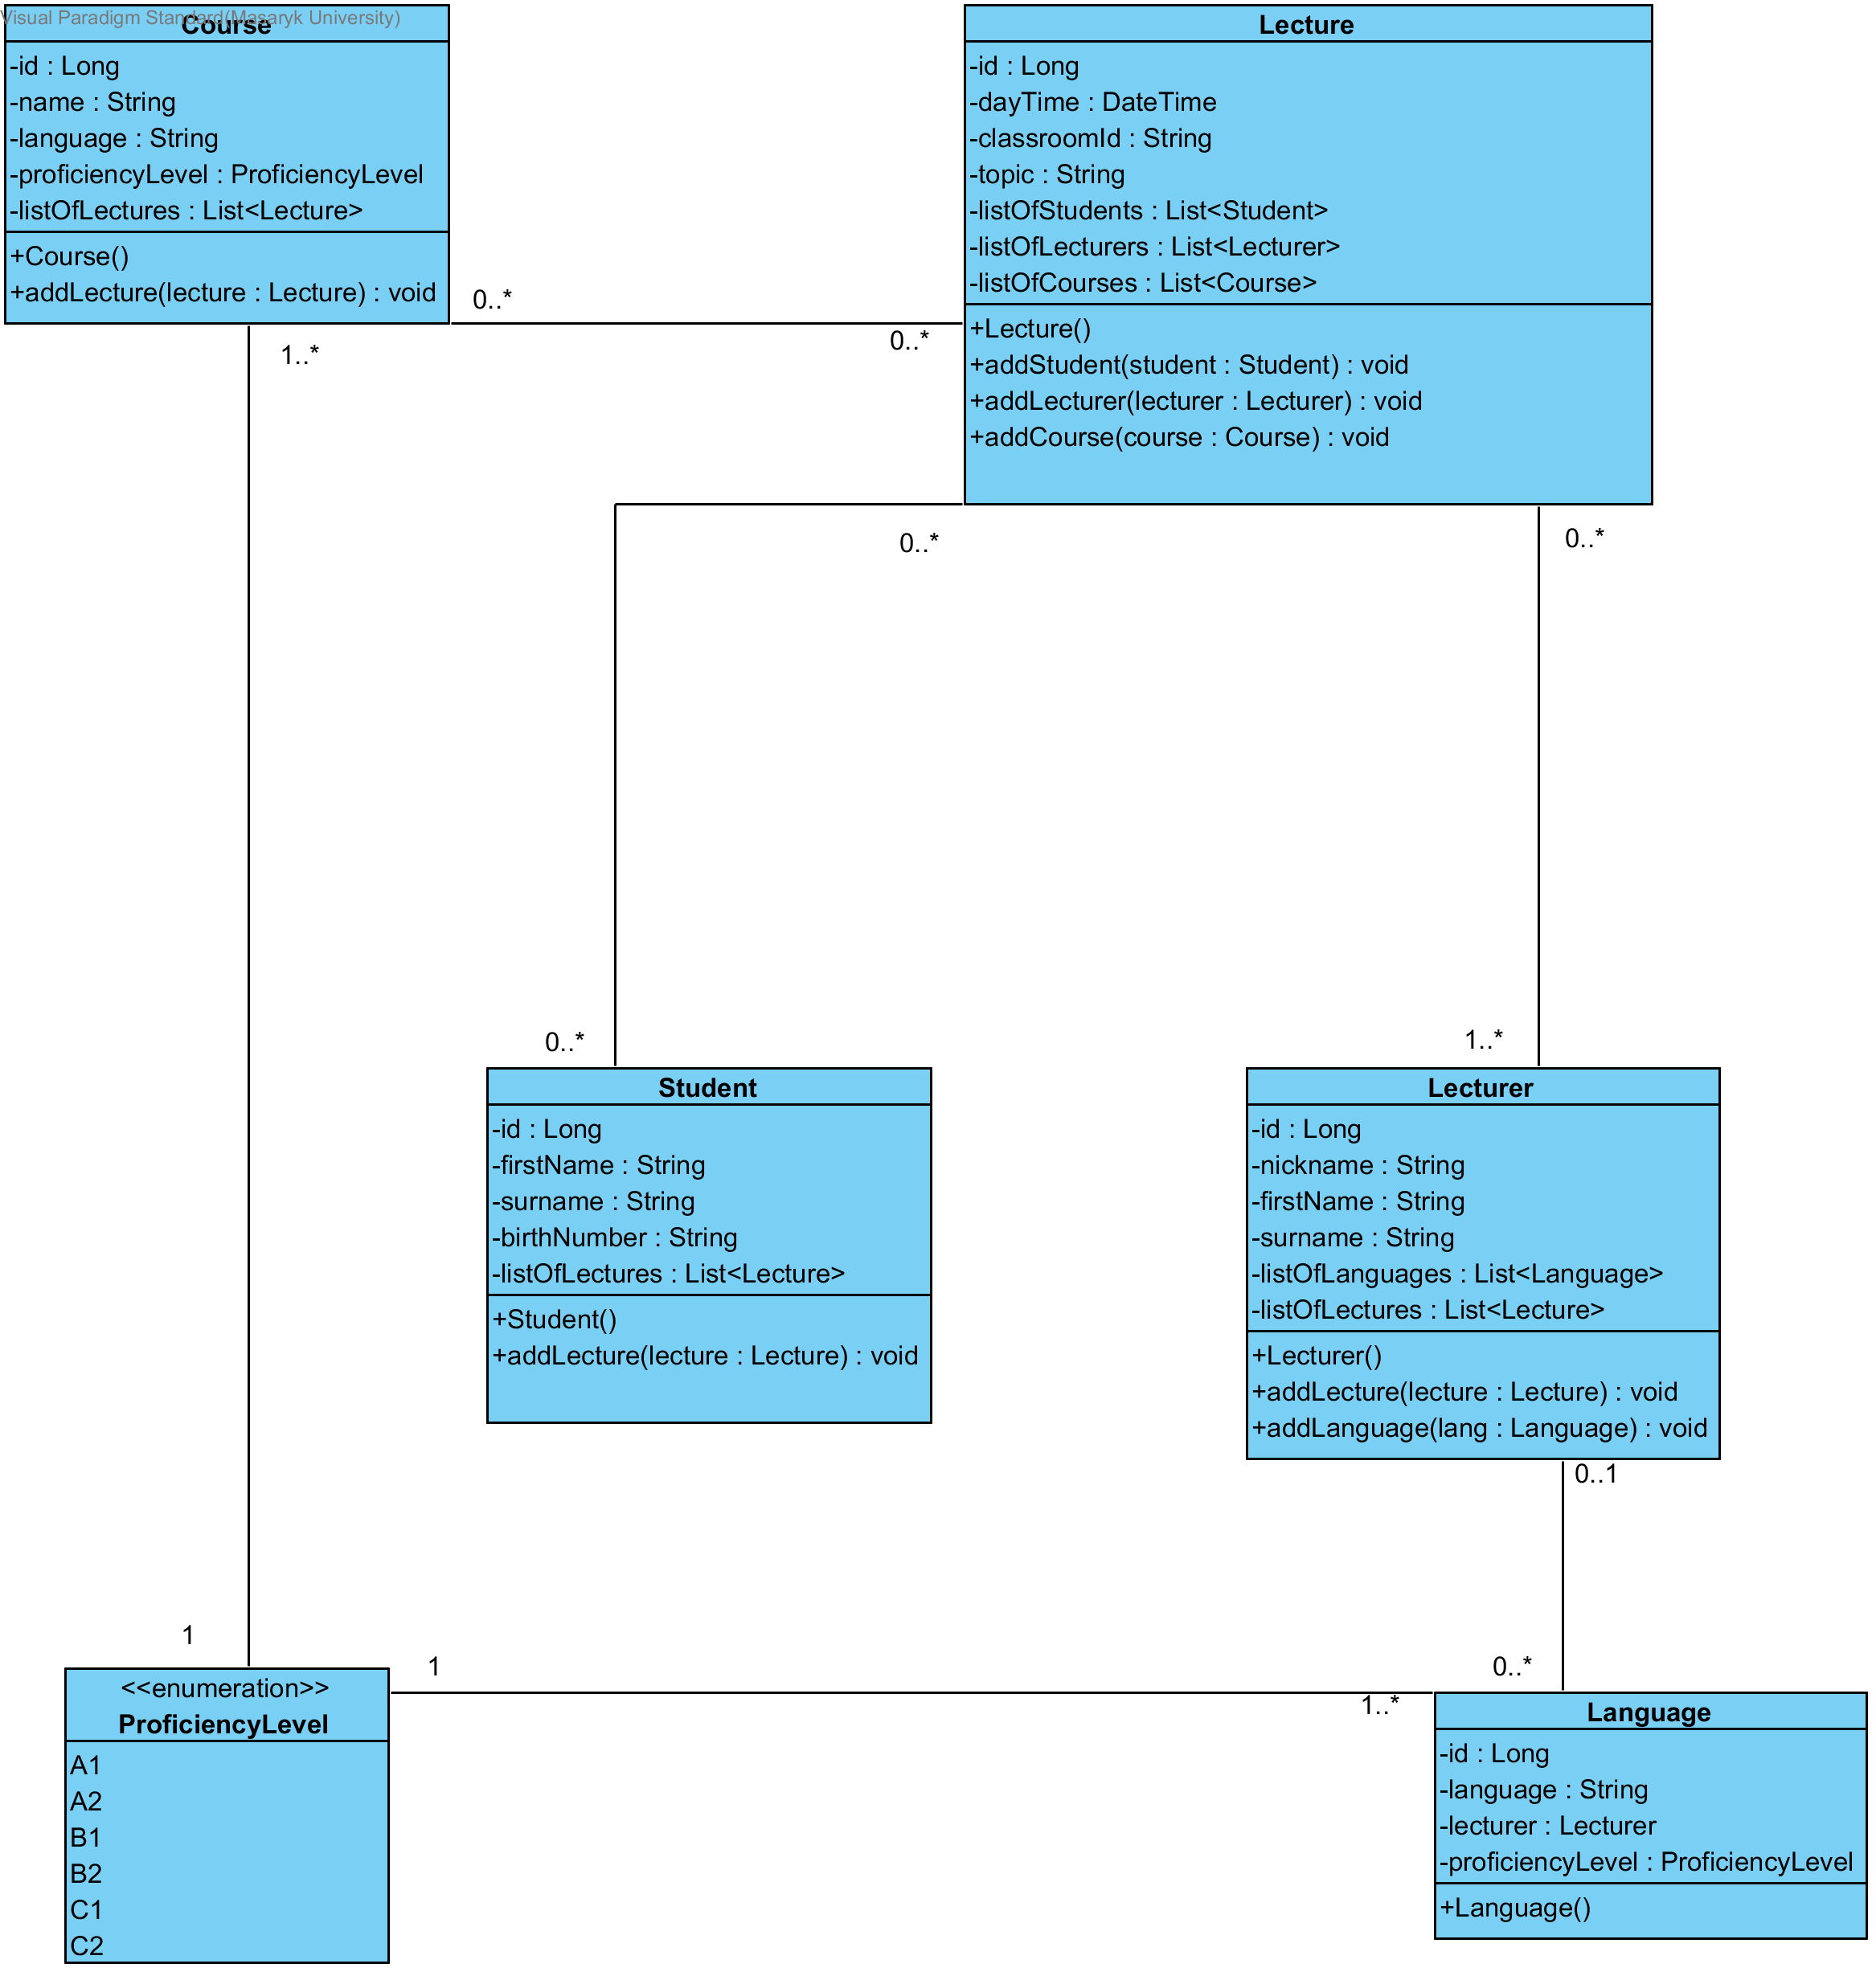 Visual Paradigm Standard(Masaryk University)
Course
-id : Long
-name : String
-language : String
-proficiencyLevel : ProficiencyLevel
-listOfLectures : List<Lecture>
+Course()
+addLecture(lecture : Lecture) : void
Lecture
-id : Long
-dayTime : DateTime
-classroomId : String
-topic : String
-listOfStudents : List<Student>
-listOfLecturers : List<Lecturer>
-listOfCourses : List<Course>
+Lecture()
+addStudent(student : Student) : void
+addLecturer(lecturer : Lecturer) : void
+addCourse(course : Course) : void
0..*
0..*
1..*
0..*
0..*
0..*
1..*
Student
-id : Long
-firstName : String
-surname : String
-birthNumber : String
-listOfLectures : List<Lecture>
+Student()
+addLecture(lecture : Lecture) : void
Lecturer
-id : Long
-nickname : String
-firstName : String
-surname : String
-listOfLanguages : List<Language>
-listOfLectures : List<Lecture>
+Lecturer()
+addLecture(lecture : Lecture) : void
+addLanguage(lang : Language) : void
0..1
1
1
0..*
1..*
<<enumeration>>
ProficiencyLevel
A1
A2
B1
B2
C1
C2
Language
-id : Long
-language : String
-lecturer : Lecturer
-proficiencyLevel : ProficiencyLevel
+Language()